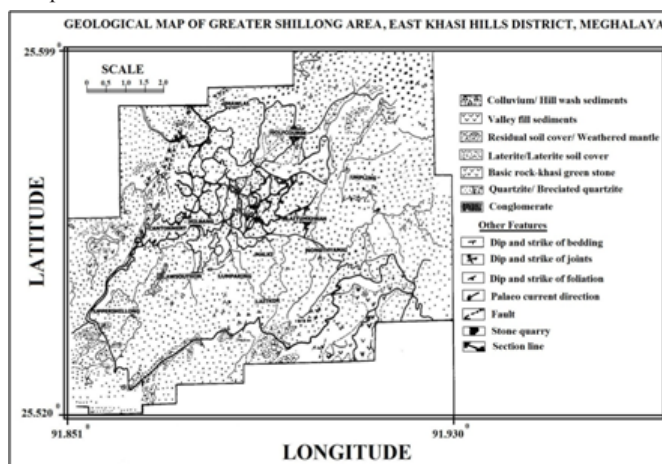 GEOLOGICAL MAP OF GREATER SHILLONG AREA, EAST KHASI HILLS DISTRICT, MEGHALAYA
25.599°
SCALE
0 0.5 1.0 1.5 2.0
Colluvium/ Hill wash sediments
Valley fill sediments
Residual soil cover/ Weathered mantle
Laterite/Laterite soil cover
Basic rock-khasi green stone
Quartzite/ Breciated quartzite
Conglomerate
Other Features
Dip and strike of bedding
Dip and strike of joints
Dip and strike of foliation
Palaeo current direction
Fault
Stone quarry
Section line
LATITUDE
LAITKOR
25.520°
91.851°
91.930°
LONGITUDE